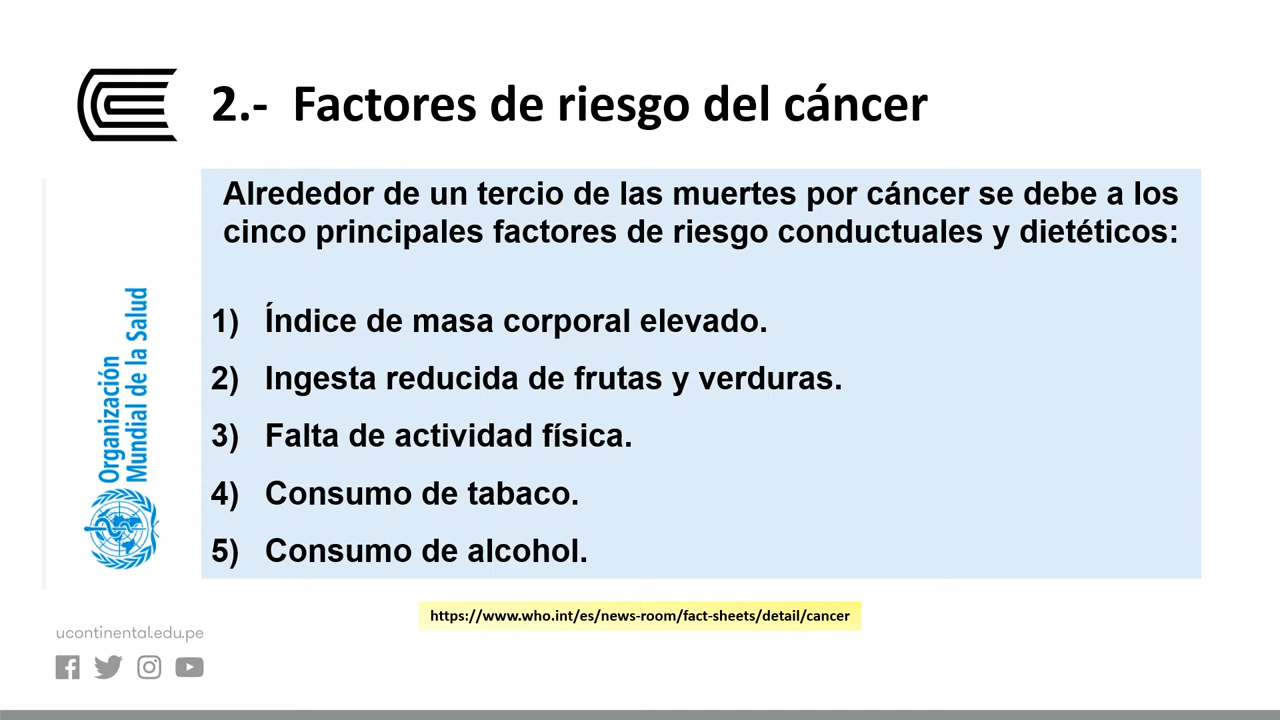 2.- Factores de riesgo del cáncer
Alrededor de un tercio de las muertes por cáncer se debe a los
cinco principales factores de riesgo conductuales y dietéticos:
1) Índice de masa corporal elevado.
2) Ingesta reducida de frutas y verduras.
3) Falta de actividad física.
4) Consumo de tabaco.
5) Consumo de alcohol.
Organización
Mundial de la Salud
https://www.who.int/es/news-room/fact-sheets/detail/cancer
ucontinental.edu.pe